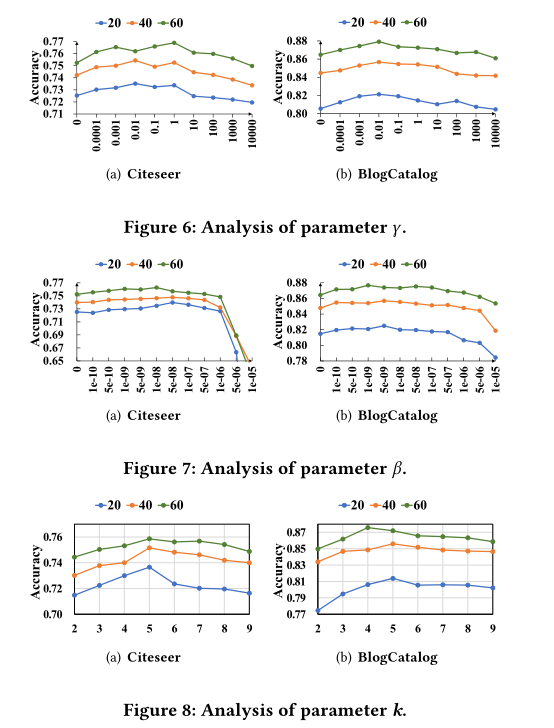 20 40 60
Accuracy
0.77
0.76
0.75
0.74
0.73
0.72
0.71
0 0.0001 0.001 0.01 0.1 1 10 100 1000 10000
(a) Citeseer
20 40 60
Accuracy
0.88
0.86
0.84
0.82
0.80
0 0.0001 0.001 0.01 0.1 1 10 100 1000 10000
(b) BlogCatalog
Figure 6: Analysis of parameter γ.
20 40 60
Accuracy
0.77
0.75
0.73
0.71
0.69
0.67
0.65
0 1e-10 5e-10 1e-09 5e-09 1e-08 5e-08 1e-07 5e-07 1e-06 5e-06 1e-05
(a) Citeseer
20 40 60
Accuracy
0.88
0.86
0.84
0.82
0.80
0.78
0 1e-10 5e-10 1e-09 5e-09 1e-08 5e-08 1e-07 5e-07 1e-06 5e-06 1e-05
(b) BlogCatalog
Figure 7: Analysis of parameter β.
20 40 60
Accuracy
0.76
0.74
0.72
0.70
2 3 4 5 6 7 8 9
(a) Citeseer
20 40 60
Accuracy
0.87
0.85
0.83
0.81
0.79
0.77
2 3 4 5 6 7 8 9
(b) BlogCatalog
Figure 8: Analysis of parameter k.